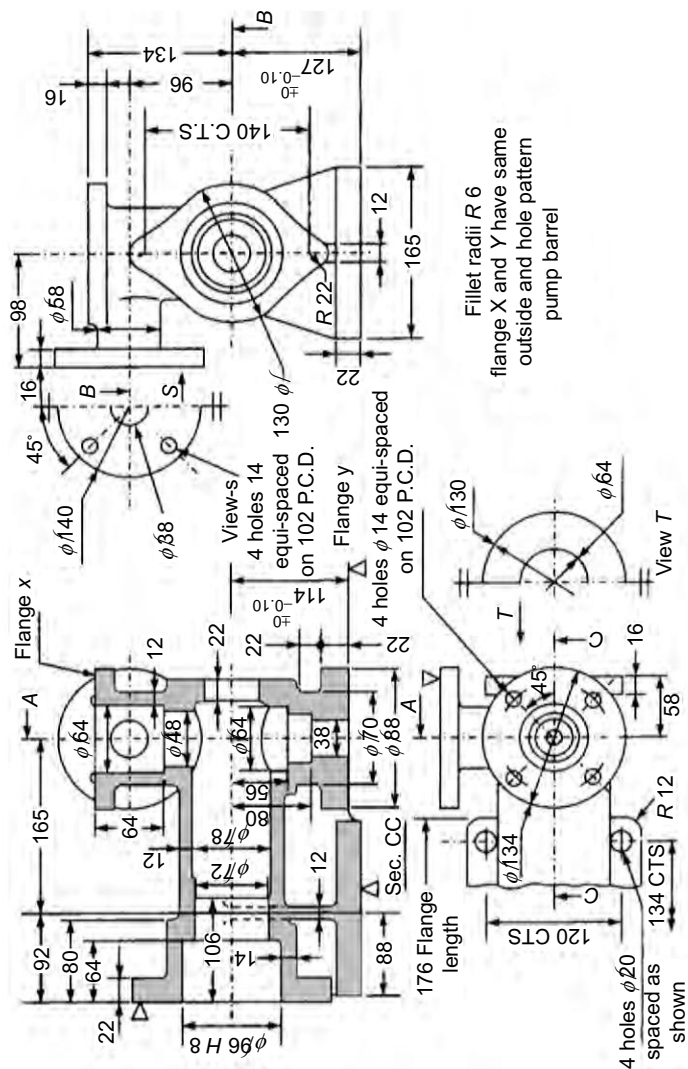 B
134
16
96
127
±
−0.10
140 C.T.S
98
ϕ58
16
B
S
45°
ϕ140
ϕ38
View-s
4 holes 14
equi-spaced
on 102 P.C.D.
130 ϕ
R 22
12
165
22
Fillet radii R 6
flange X and Y have same
outside and hole pattern
pump barrel
Flange x
A
12
22
114
±
−0.10
22
22
Flange y
4 holes ϕ 14 equi-spaced
on 102 P.C.D.
165
ϕ64
ϕ48
ϕ64
38
ϕ70
ϕ88
64
56
80
12
ϕ78
ϕ72
12
92
80
64
106
14
22
88
ϕ96 H 8
Sec. CC
176 Flange
length
A
T
ϕ130
ϕ64
View T
C
45°
16
58
ϕ134
R 12
C
120 CTS
134 CTS
4 holes ϕ20
spaced as
shown